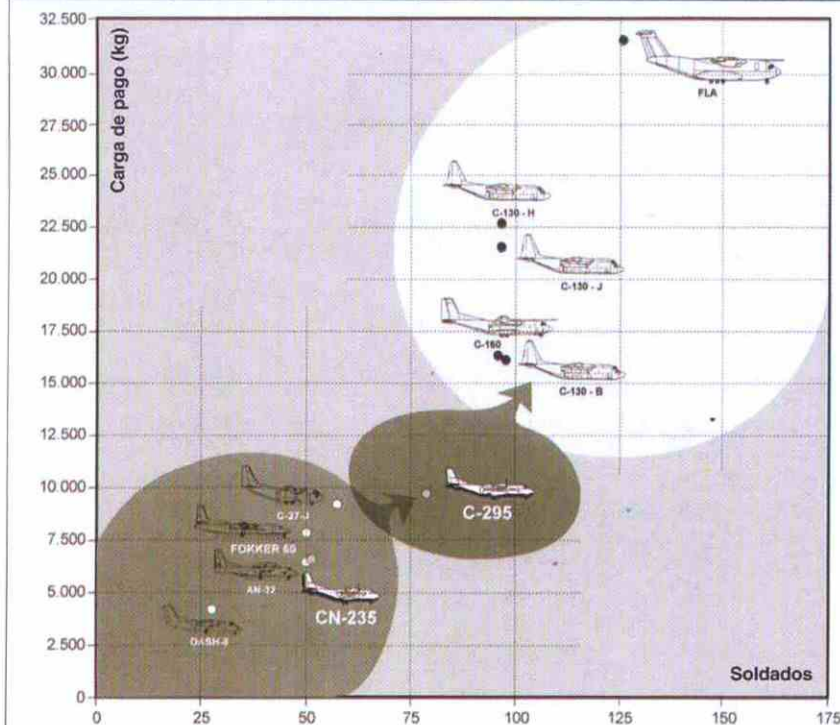 32.500
Carga de pago (kg)
30.000
FLA
27.500
25.000
C-130 - H
22.500
C-130 - J
20.000
17.500
C-160
C-130 - B
15.000
12.500
10.000
C-27-J
C-295
FOKKER 60
7.500
AN-32
5.000
CN-235
DASH-8
2.500
Soldados
0
0
25
50
75
100
125
150
175